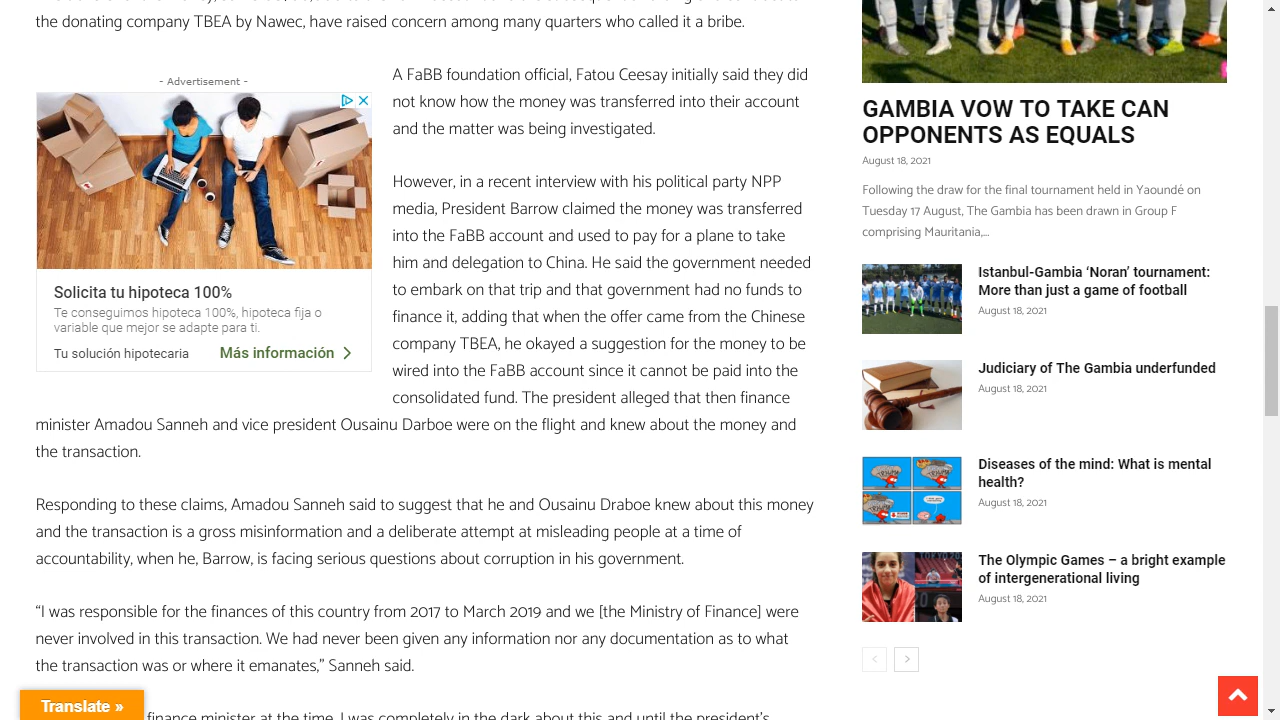 the donating company TBEA by Nawec, have raised concern among many quarters who called it a bribe.
- Advertisement -
Solicita tu hipoteca 100%
Te conseguimos hipoteca 100%, hipoteca fija o
variable que mejor se adapte para ti.
Tu solución hipotecaria
Más información
A FaBB foundation official, Fatou Ceesay initially said they did
not know how the money was transferred into their account
and the matter was being investigated.
However, in a recent interview with his political party NPP
media, President Barrow claimed the money was transferred
into the FaBB account and used to pay for a plane to take
him and delegation to China. He said the government needed
to embark on that trip and that government had no funds to
finance it, adding that when the offer came from the Chinese
company TBEA, he okayed a suggestion for the money to be
wired into the FaBB account since it cannot be paid into the
consolidated fund. The president alleged that then finance
minister Amadou Sanneh and vice president Ousainu Darboe were on the flight and knew about the money and
the transaction.
Responding to these claims, Amadou Sanneh said to suggest that he and Ousainu Draboe knew about this money
and the transaction is a gross misinformation and a deliberate attempt at misleading people at a time of
accountability, when he, Barrow, is facing serious questions about corruption in his government.
“I was responsible for the finances of this country from 2017 to March 2019 and we [the Ministry of Finance] were
never involved in this transaction. We had never been given any information nor any documentation as to what
the transaction was or where it emanates,” Sanneh said.
finance minister at the time, I was completely in the dark about this and until the president’s
Translate »
GAMBIA VOW TO TAKE CAN
OPPONENTS AS EQUALS
August 18, 2021
Following the draw for the final tournament held in Yaoundé on
Tuesday 17 August, The Gambia has been drawn in Group F
comprising Mauritania,...
Istanbul-Gambia ‘Noran’ tournament:
More than just a game of football
August 18, 2021
Judiciary of The Gambia underfunded
August 18, 2021
Diseases of the mind: What is mental
health?
August 18, 2021
The Olympic Games – a bright example
of intergenerational living
August 18, 2021